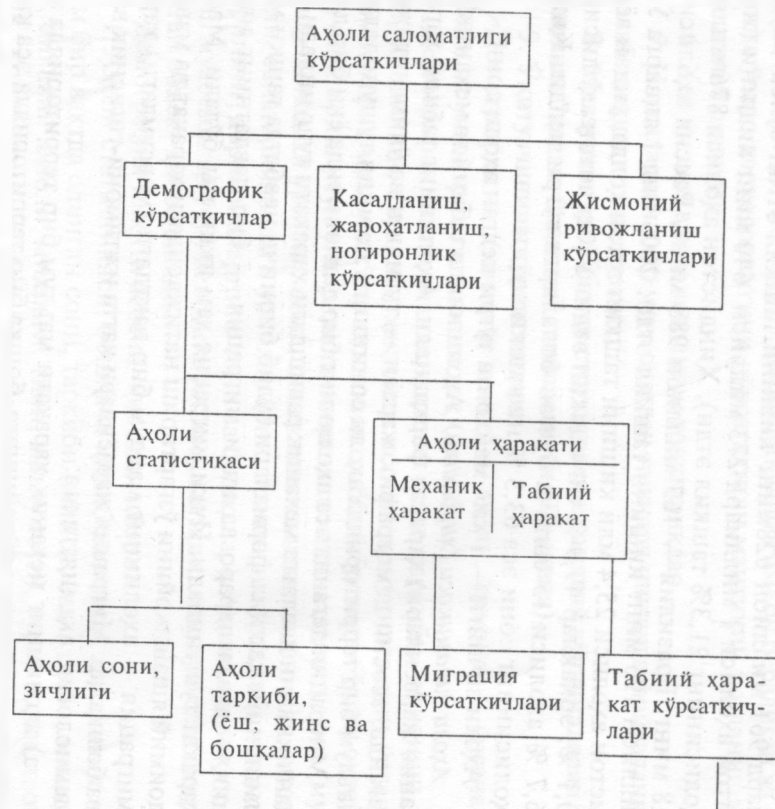 Аҳоли саломатлиги
кўрсаткичлари
Демографик
кўрсаткичлар
Касалланиш,
жароҳатланиш,
ногиронлик
кўрсаткичлари
Жисмоний
ривожланиш
кўрсаткичлари
Аҳоли
статистикаси
Аҳоли ҳаракати
Механик
ҳаракат
Табиий
ҳаракат
Аҳоли сони,
зичлиги
Аҳоли
таркиби,
(ёш, жинс ва
бошқалар)
Миграция
кўрсаткичлари
Табиий ҳара-
кат кўрсаткич-
лари